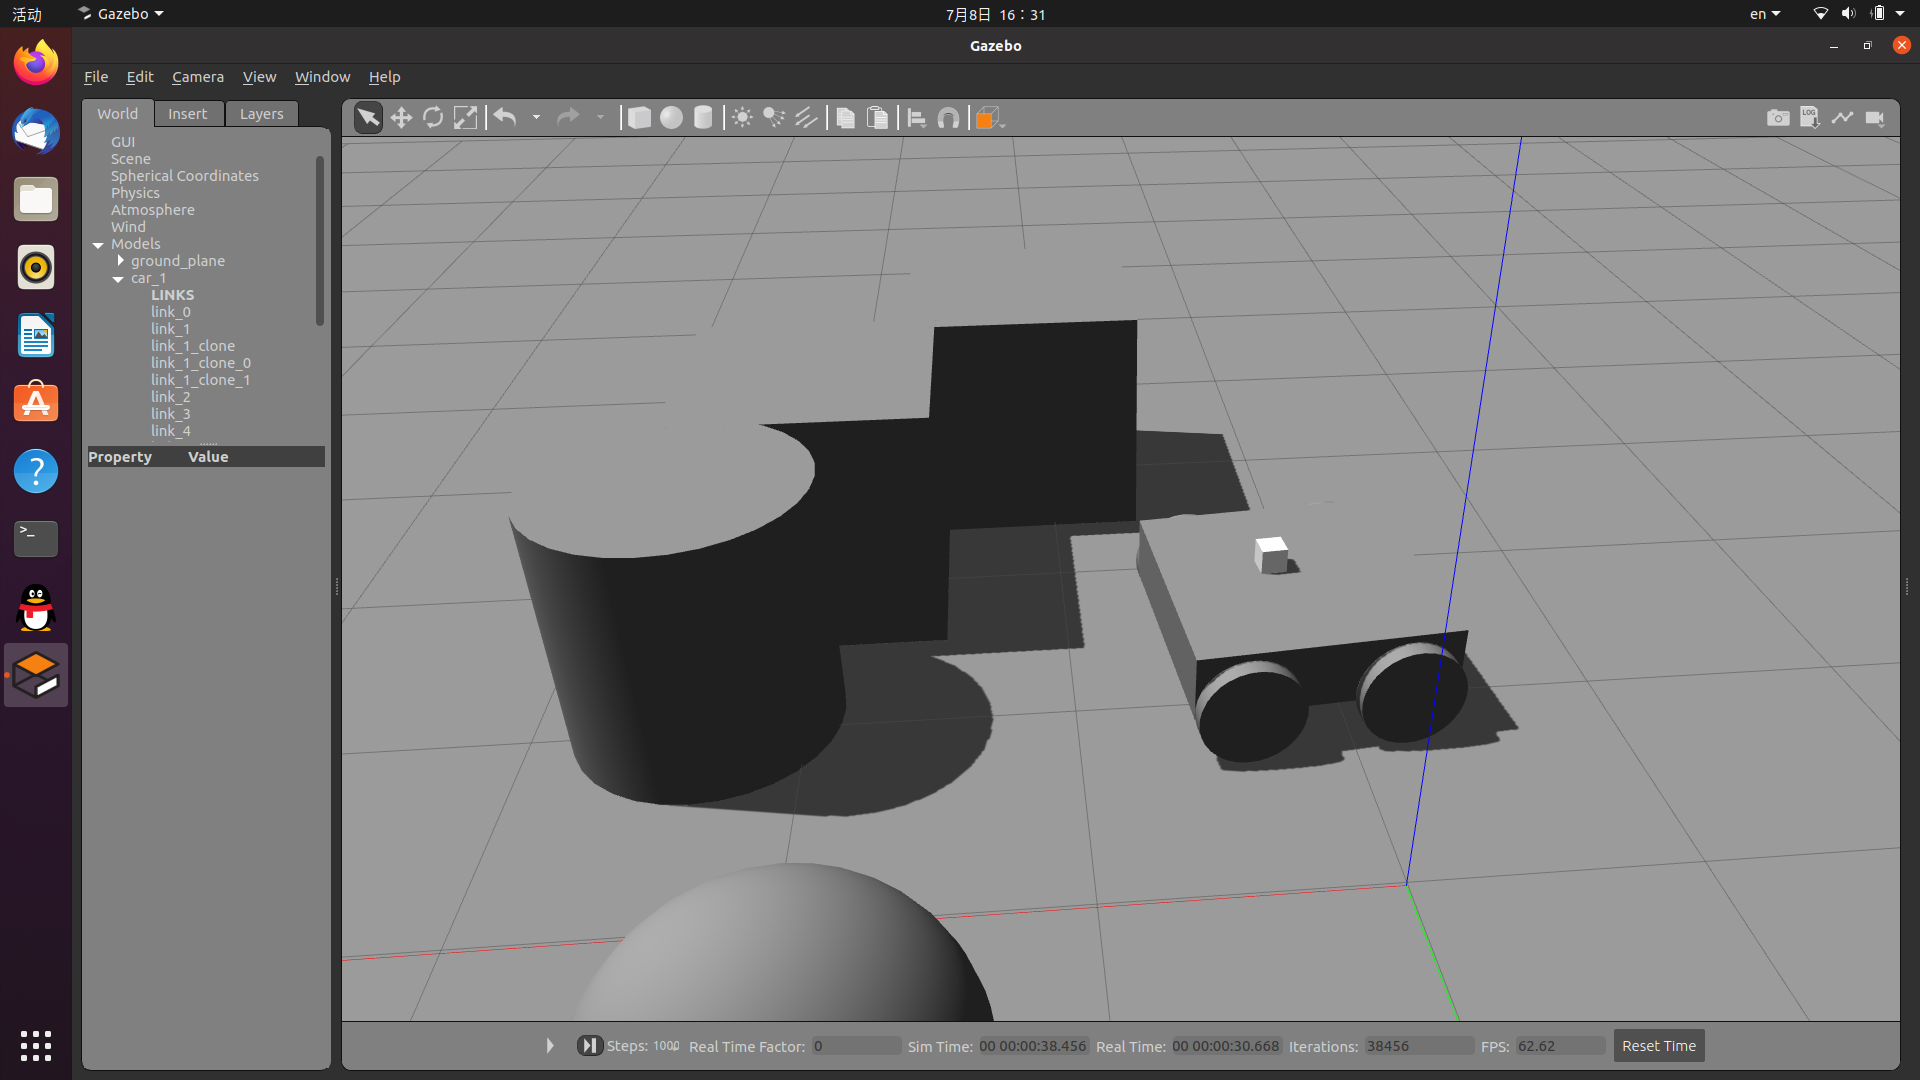 活动
Gazebo
7月8日 16：31
en
Gazebo
File Edit Camera View Window Help
World Insert Layers
LOG
GUI
Scene
Spherical Coordinates
Physics
Atmosphere
Wind
Models
ground_plane
car_1
LINKS
link_0
link_1
link_1_clone
link_1_clone_0
link_1_clone_1
link_2
link_3
link_4
Property Value
Steps: 1000 Real Time Factor: 0 Sim Time: 00 00:00:38.456 Real Time: 00 00:00:30.668 Iterations: 38456 FPS: 62.62 Reset Time